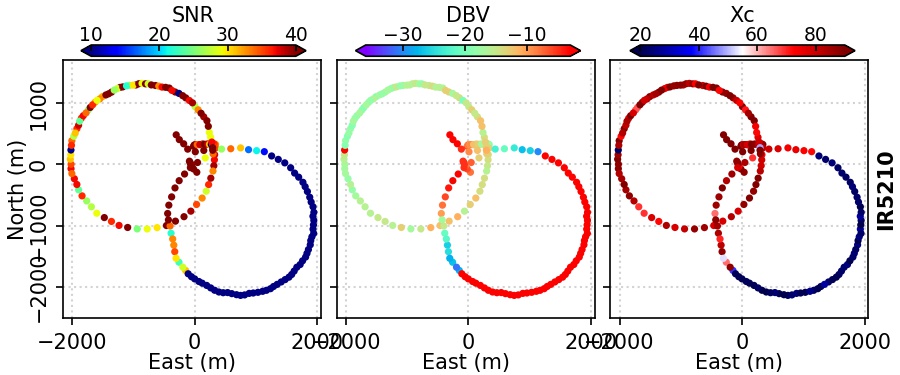 SNR DBV Xc
10 20 30 40 −30 −20 −10 20 40 60 80
1000
0
−1000
−2000
North (m)
−2000 0 2000 −2000 0 2000 −2000 0 2000
East (m) East (m) East (m)
IR5210